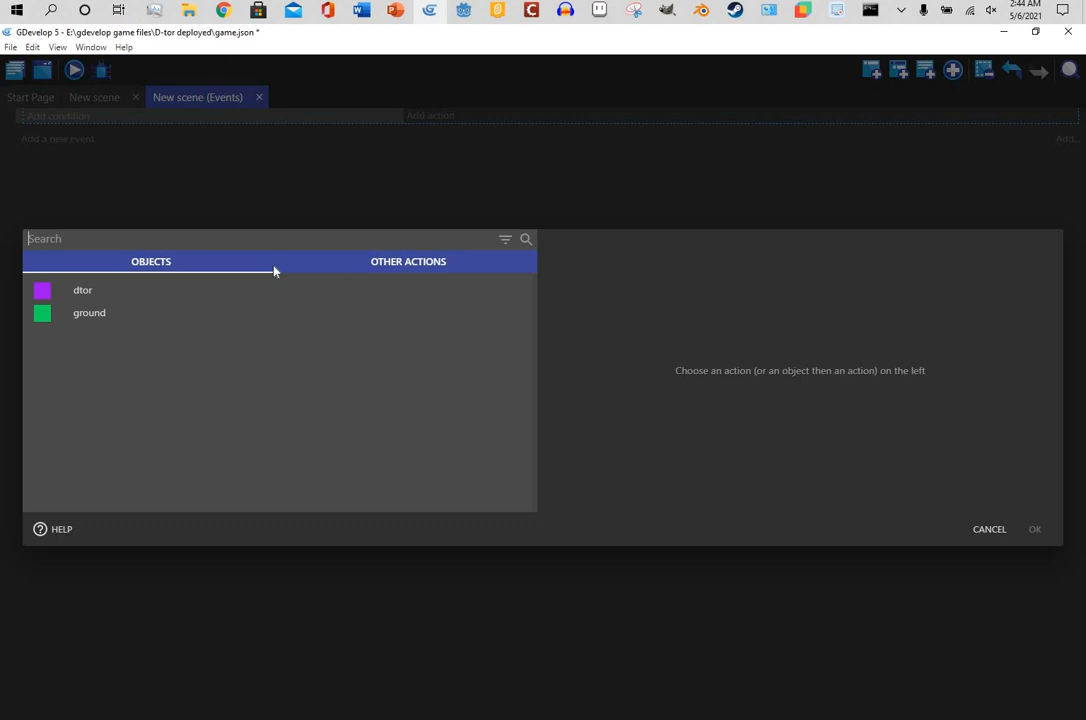 2:44 AM
5/6/2021
GDevelop 5 - E:\gdevelop game files\D-tor deployed\game.json *
File Edit View Window Help
Start Page New scene New scene (Events)
Add condition Add action
Add a new event Add...
Search
OBJECTS OTHER ACTIONS
dtor
ground
Choose an action (or an object then an action) on the left
HELP CANCEL OK